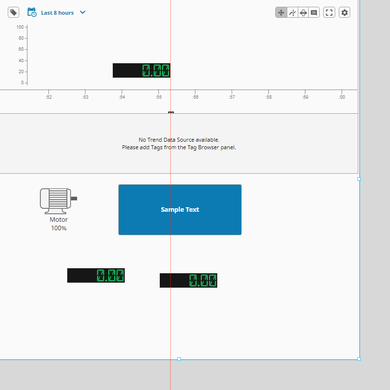 Last 8 hours
100
80
60
40
20
0
0.00
:52 :53 :54 :55 :56 :57 :58 :59 :00
No Trend Data Source available.
Please add Tags from the Tag Browser panel.
Sample Text
Motor
100%
0.00
0.00